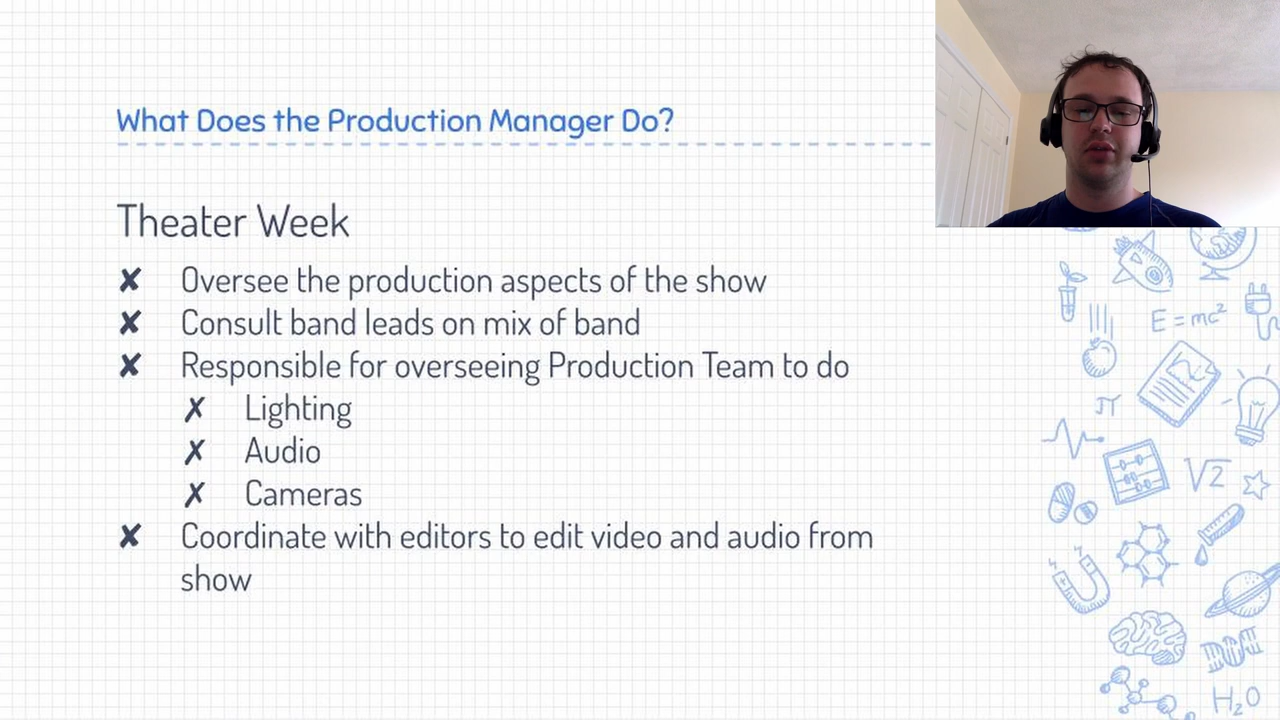 What Does the Production Manager Do?
Theater Week
✘ Oversee the production aspects of the show
✘ Consult band leads on mix of band
✘ Responsible for overseeing Production Team to do
✗ Lighting
✗ Audio
✗ Cameras
✘ Coordinate with editors to edit video and audio from
show
E=mc²
π
√2
H₂O